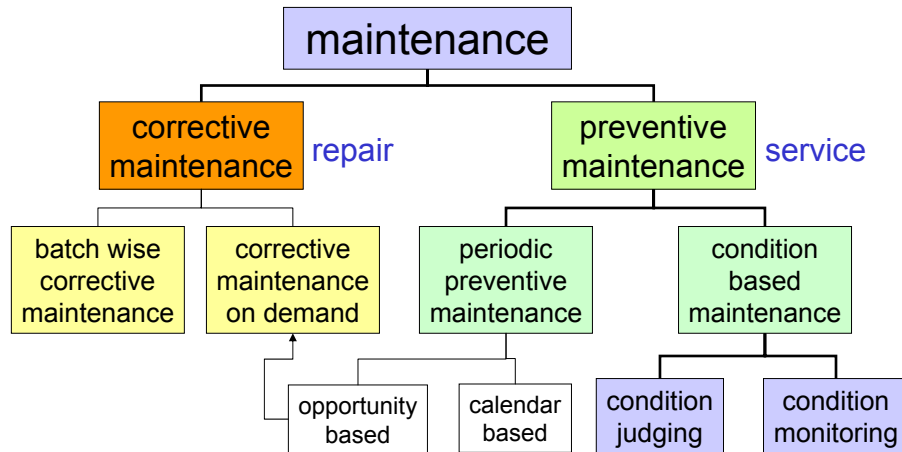 maintenance
corrective
maintenance
repair
preventive
maintenance
service
batch wise
corrective
maintenance
corrective
maintenance
on demand
periodic
preventive
maintenance
condition
based
maintenance
opportunity
based
calendar
based
condition
judging
condition
monitoring